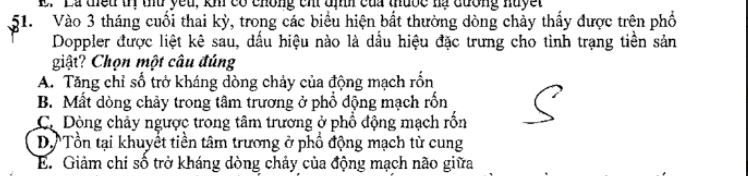 E. Là điều trị thứ yếu, khi có chống chỉ định của thuốc hạ đường huyết
51. Vào 3 tháng cuối thai kỳ, trong các biểu hiện bất thường dòng chảy thấy được trên phổ
Doppler được liệt kê sau, dấu hiệu nào là dấu hiệu đặc trưng cho tình trạng tiền sản
giật? Chọn một câu đúng
A. Tăng chỉ số trở kháng dòng chảy của động mạch rốn
B. Mất dòng chảy trong tâm trương ở phổ động mạch rốn
C. Dòng chảy ngược trong tâm trương ở phổ động mạch rốn
D. Tồn tại khuyết tiền tâm trương ở phổ động mạch tử cung
E. Giảm chỉ số trở kháng dòng chảy của động mạch não giữa
S